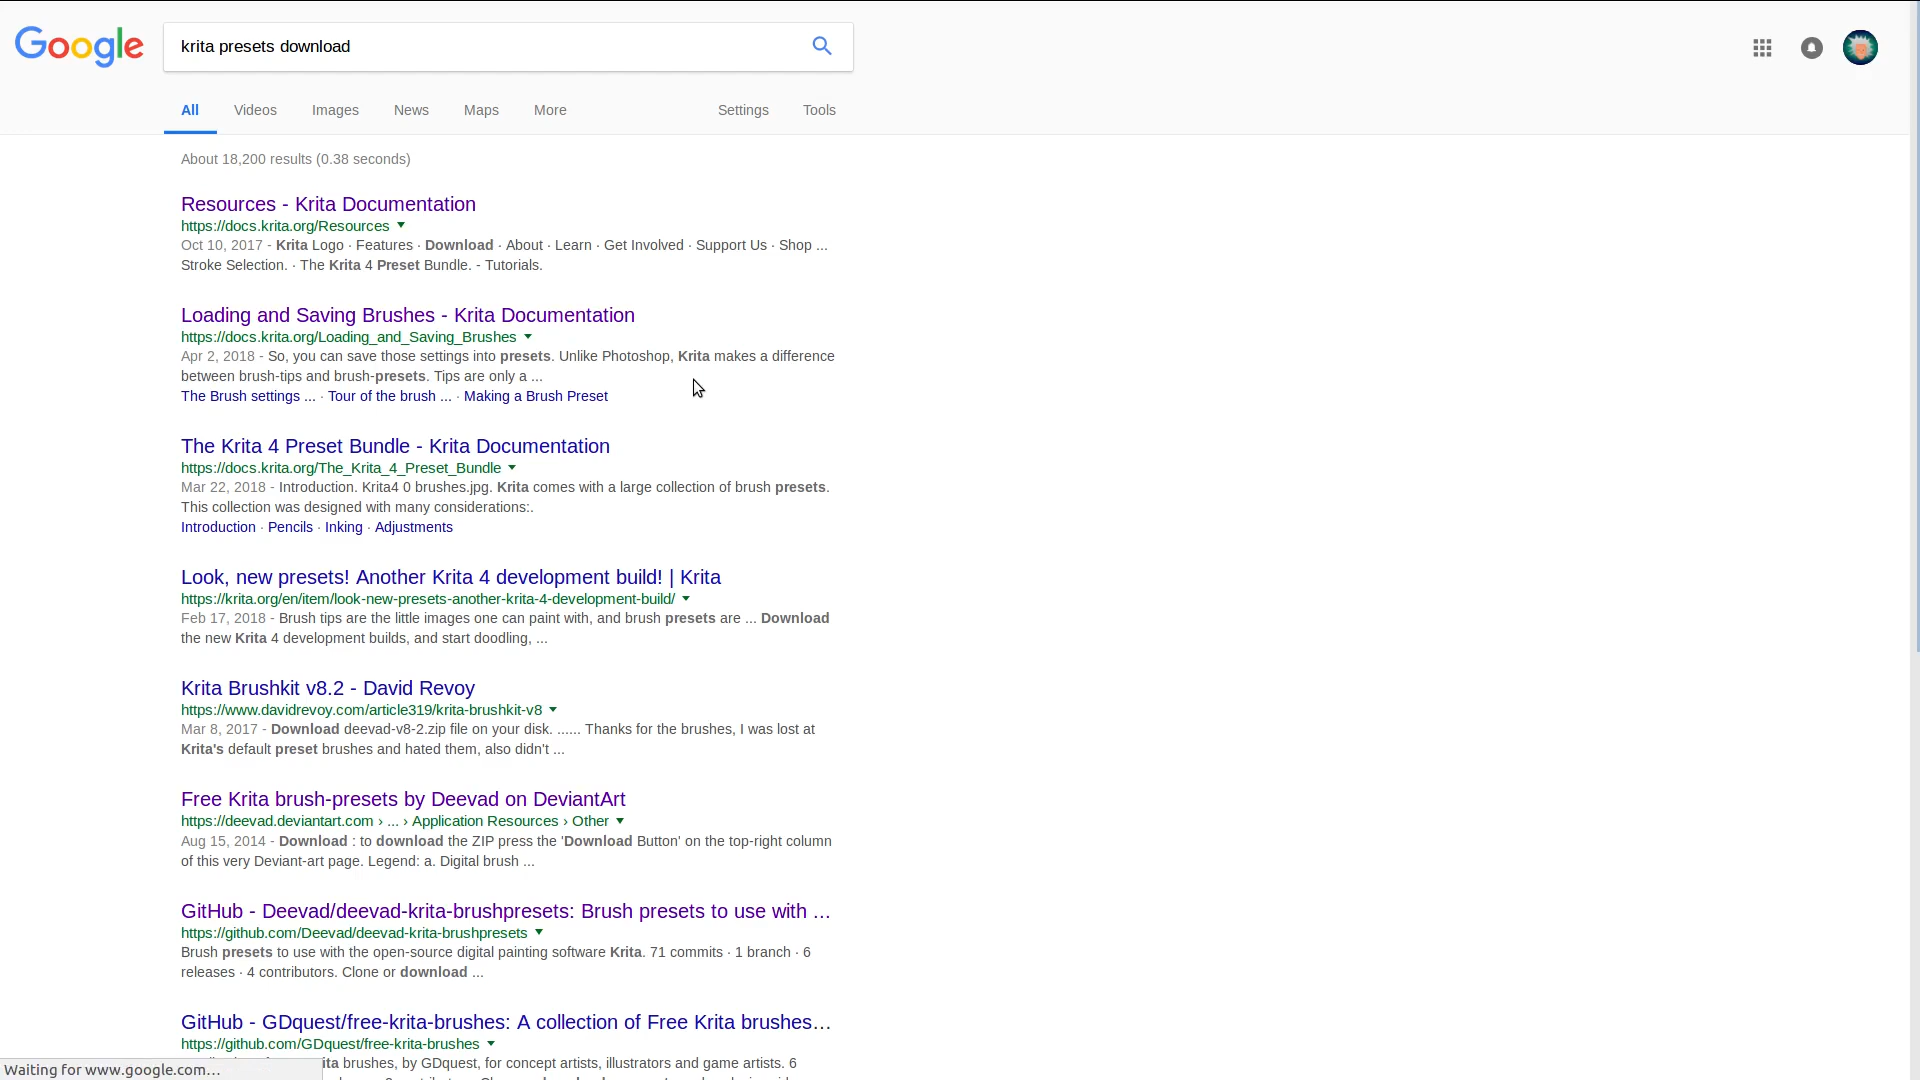 Google
krita presets download
All Videos Images News Maps More Settings Tools
About 18,200 results (0.38 seconds)
Resources - Krita Documentation
https://docs.krita.org/Resources
Oct 10, 2017 - Krita Logo · Features · Download · About · Learn · Get Involved · Support Us · Shop ...
Stroke Selection. · The Krita 4 Preset Bundle. - Tutorials.
Loading and Saving Brushes - Krita Documentation
https://docs.krita.org/Loading_and_Saving_Brushes
Apr 2, 2018 - So, you can save those settings into presets. Unlike Photoshop, Krita makes a difference
between brush-tips and brush-presets. Tips are only a ...
The Brush settings ... · Tour of the brush ... · Making a Brush Preset
The Krita 4 Preset Bundle - Krita Documentation
https://docs.krita.org/The_Krita_4_Preset_Bundle
Mar 22, 2018 - Introduction. Krita4 0 brushes.jpg. Krita comes with a large collection of brush presets.
This collection was designed with many considerations:.
Introduction · Pencils · Inking · Adjustments
Look, new presets! Another Krita 4 development build! | Krita
https://krita.org/en/item/look-new-presets-another-krita-4-development-build/
Feb 17, 2018 - Brush tips are the little images one can paint with, and brush presets are ... Download
the new Krita 4 development builds, and start doodling, ...
Krita Brushkit v8.2 - David Revoy
https://www.davidrevoy.com/article319/krita-brushkit-v8
Mar 8, 2017 - Download deevad-v8-2.zip file on your disk. ...... Thanks for the brushes, I was lost at
Krita's default preset brushes and hated them, also didn't ...
Free Krita brush-presets by Deevad on DeviantArt
https://deevad.deviantart.com › ... › Application Resources › Other
Aug 15, 2014 - Download : to download the ZIP press the 'Download Button' on the top-right column
of this very Deviant-art page. Legend: a. Digital brush ...
GitHub - Deevad/deevad-krita-brushpresets: Brush presets to use with ...
https://github.com/Deevad/deevad-krita-brushpresets
Brush presets to use with the open-source digital painting software Krita. 71 commits · 1 branch · 6
releases · 4 contributors. Clone or download ...
GitHub - GDquest/free-krita-brushes: A collection of Free Krita brushes...
https://github.com/GDquest/free-krita-brushes
brushes, by GDquest, for concept artists, illustrators and game artists. 6
Waiting for www.google.com...